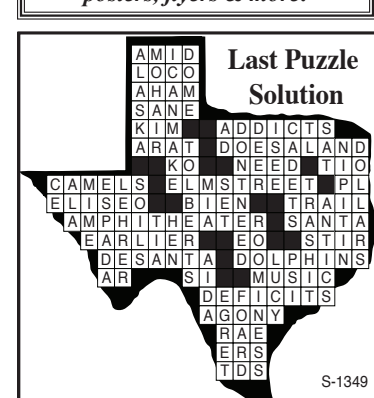 posters, flyers & more!
Last Puzzle
Solution
AMID
LOCO
AHAM
SANE
KIM ADDICTS
ARAT DOESALAND
KO NEED TIO
CAMELS ELMSTREET PL
ELISEO BIEN TRAIL
AMPHITHEATER SANTA
EARLIER EO STIR
DESANTA DOLPHINS
AR SI MUSIC
DEFICITS
AGONY
RAE
ERS
TDS
S-1349